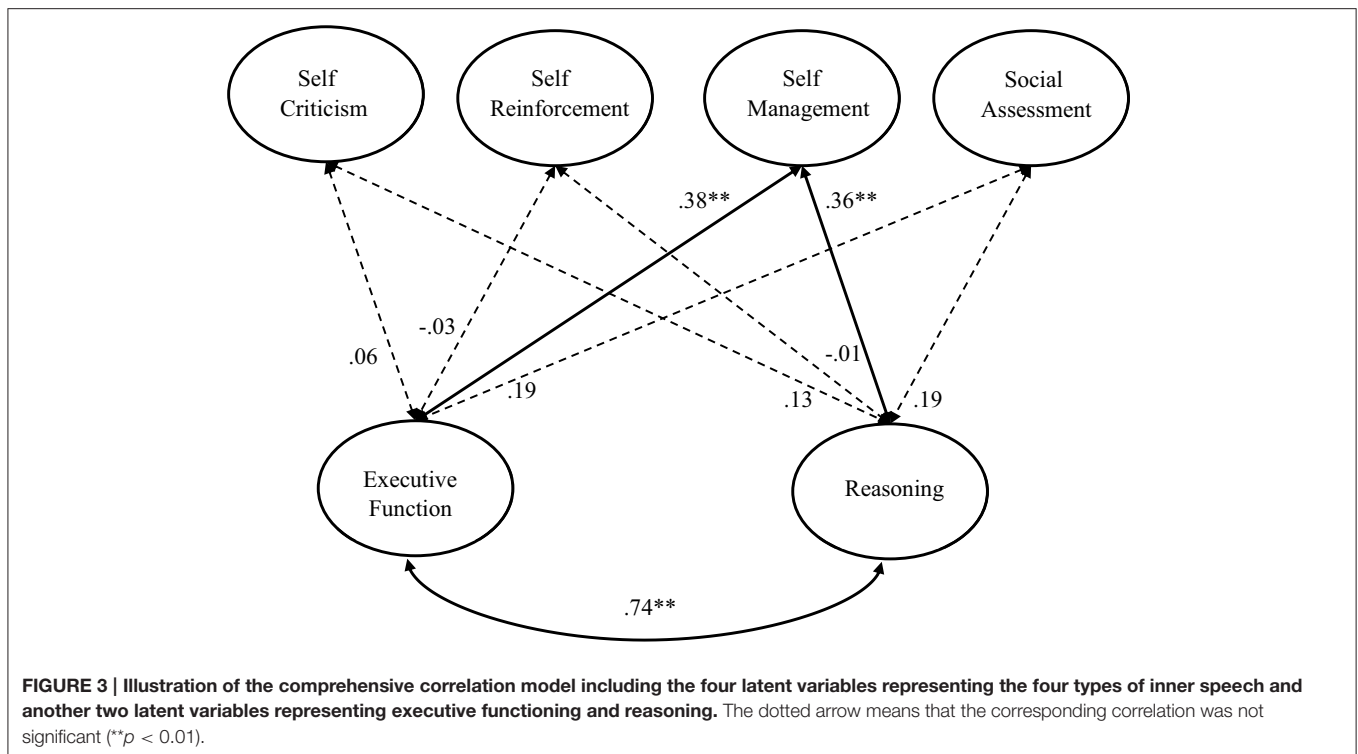 Self
Criticism
Self
Reinforcement
Self
Management
Social
Assessment
.38**
.36**
-.03
.06
.19
-.01
.13
.19
Executive
Function
Reasoning
.74**
FIGURE 3 | Illustration of the comprehensive correlation model including the four latent variables representing the four types of inner speech and
another two latent variables representing executive functioning and reasoning. The dotted arrow means that the corresponding correlation was not
significant (**p < 0.01).